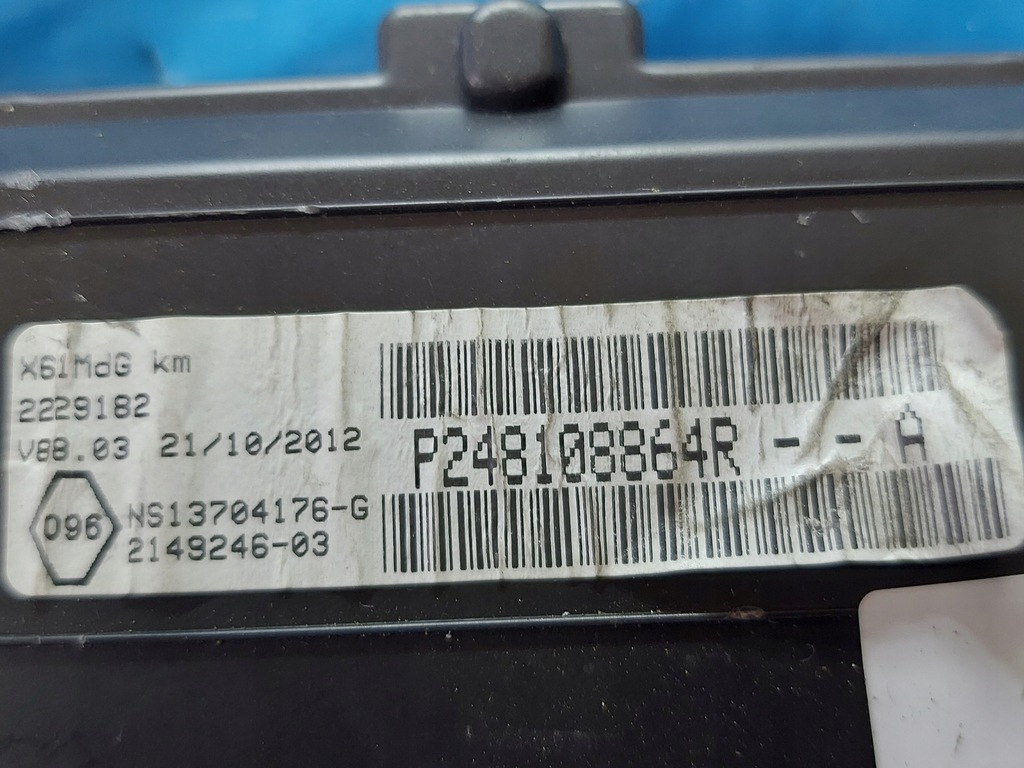 X61MdG km
2229182
V88.03 21/10/2012
096
NS13704176-G
2149246-03
P248108864R - - A